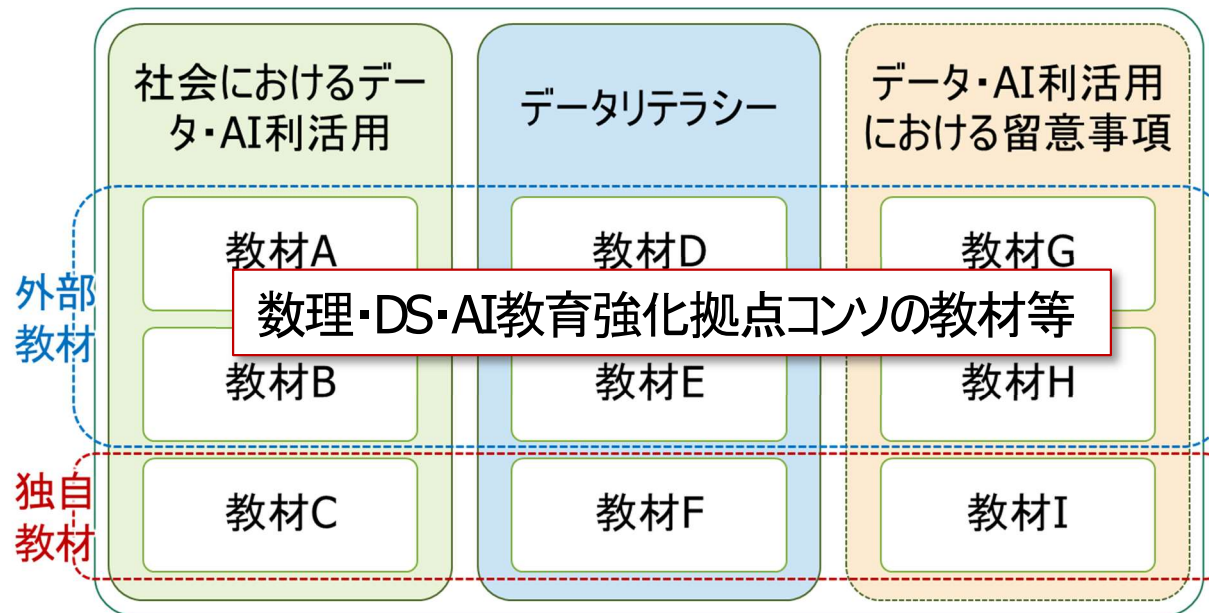 社会におけるデー
タ・AI利活用
データリテラシー
データ・AI利活用
における留意事項
外部
教材
教材A
教材D
教材G
数理・DS・AI教育強化拠点コンソの教材等
教材B
教材E
教材H
独自
教材
教材C
教材F
教材I